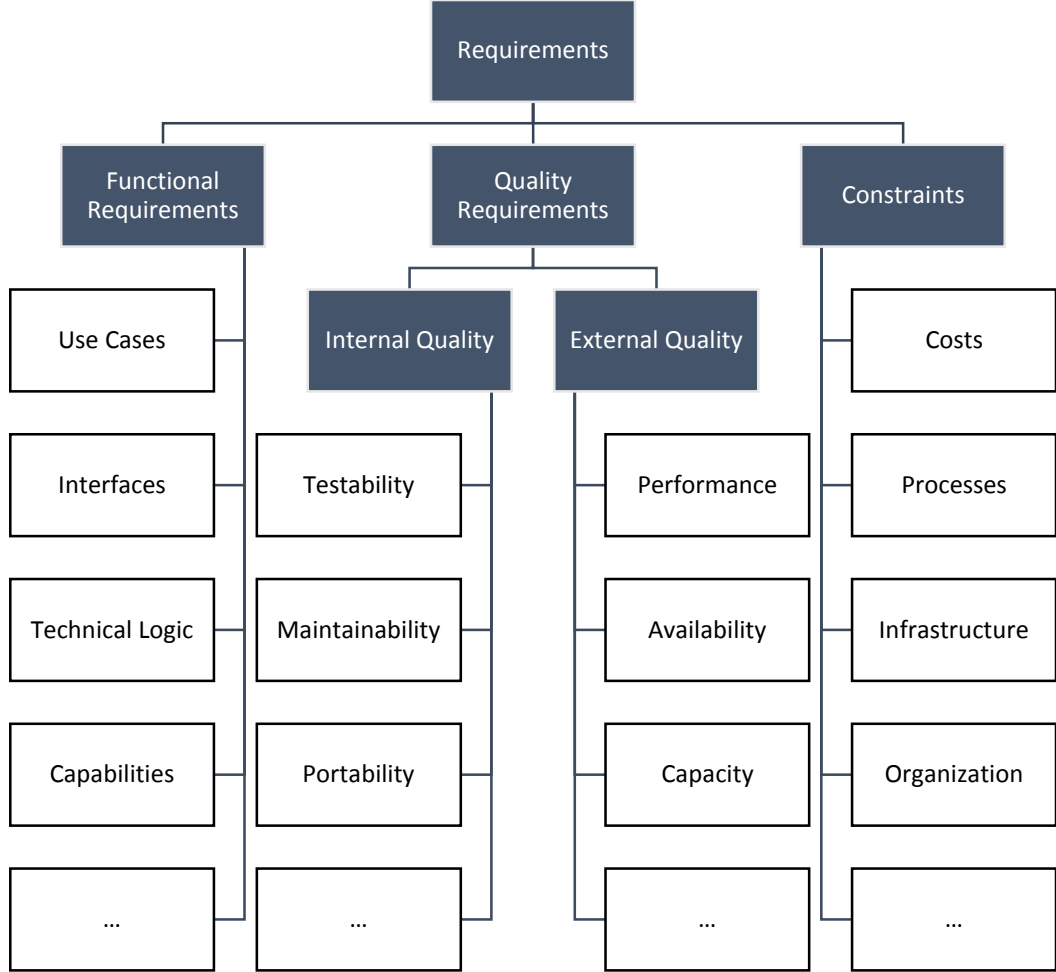 Requirements
Functional
Requirements
Quality
Requirements
Constraints
Use Cases
Internal Quality
External Quality
Costs
Interfaces
Testability
Performance
Processes
Technical Logic
Maintainability
Availability
Infrastructure
Capabilities
Portability
Capacity
Organization
...
...
...
...